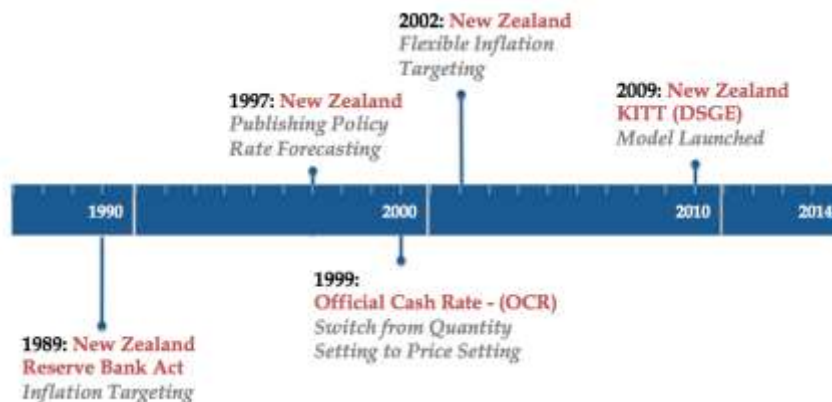 2002: New Zealand
Flexible Inflation
Targeting
1997: New Zealand
Publishing Policy
Rate Forecasting
2009: New Zealand
KITT (DSGE)
Model Launched
1990
2000
2010
2014
1999:
Official Cash Rate - (OCR)
Switch from Quantity
Setting to Price Setting
1989: New Zealand
Reserve Bank Act
Inflation Targeting